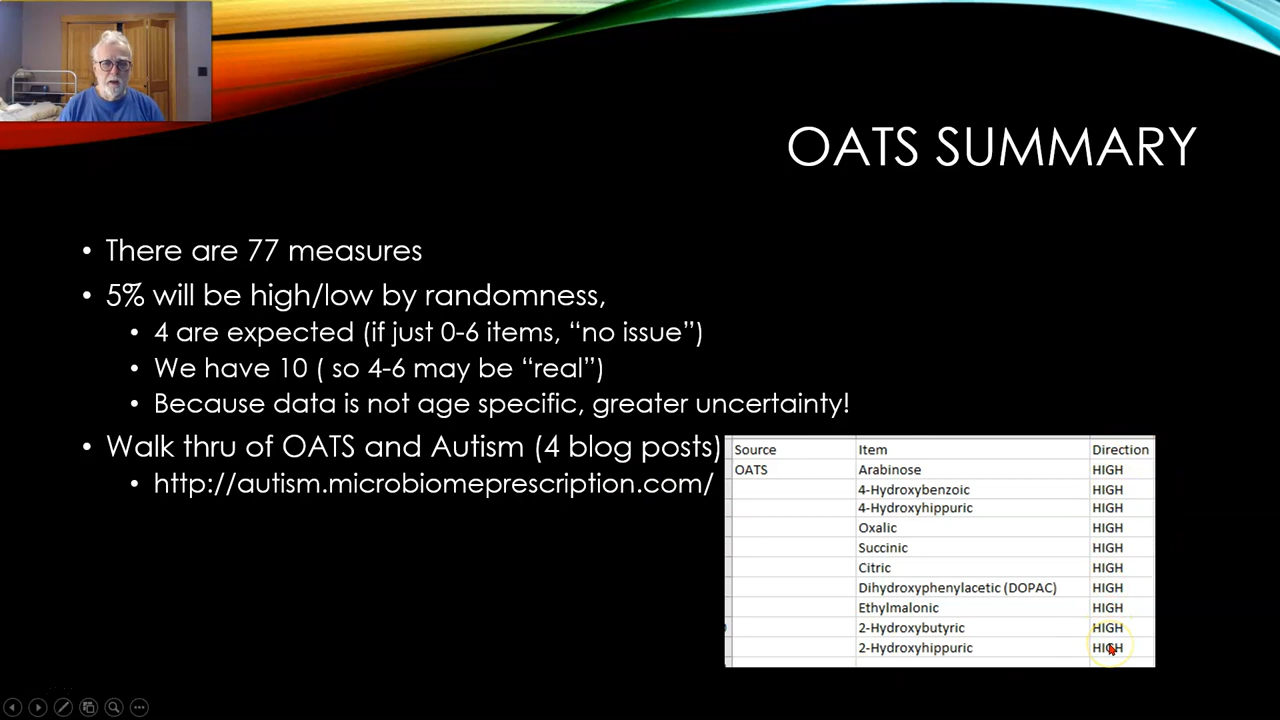 OATS SUMMARY
• There are 77 measures
• 5% will be high/low by randomness,
• 4 are expected (if just 0-6 items, “no issue”)
• We have 10 ( so 4-6 may be “real”)
• Because data is not age specific, greater uncertainty!
• Walk thru of OATS and Autism (4 blog posts)
• http://autism.microbiomeprescription.com/
Source Item Direction
OATS Arabinose HIGH
4-Hydroxybenzoic HIGH
4-Hydroxyhippuric HIGH
Oxalic HIGH
Succinic HIGH
Citric HIGH
Dihydroxyphenylacetic (DOPAC) HIGH
Ethylmalonic HIGH
2-Hydroxybutyric HIGH
2-Hydroxyhippuric HIGH